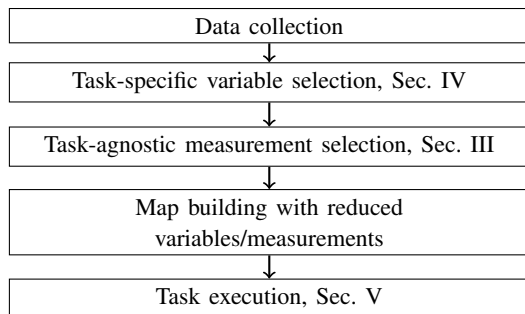 Data collection
Task-specific variable selection, Sec. IV
Task-agnostic measurement selection, Sec. III
Map building with reduced
variables/measurements
Task execution, Sec. V